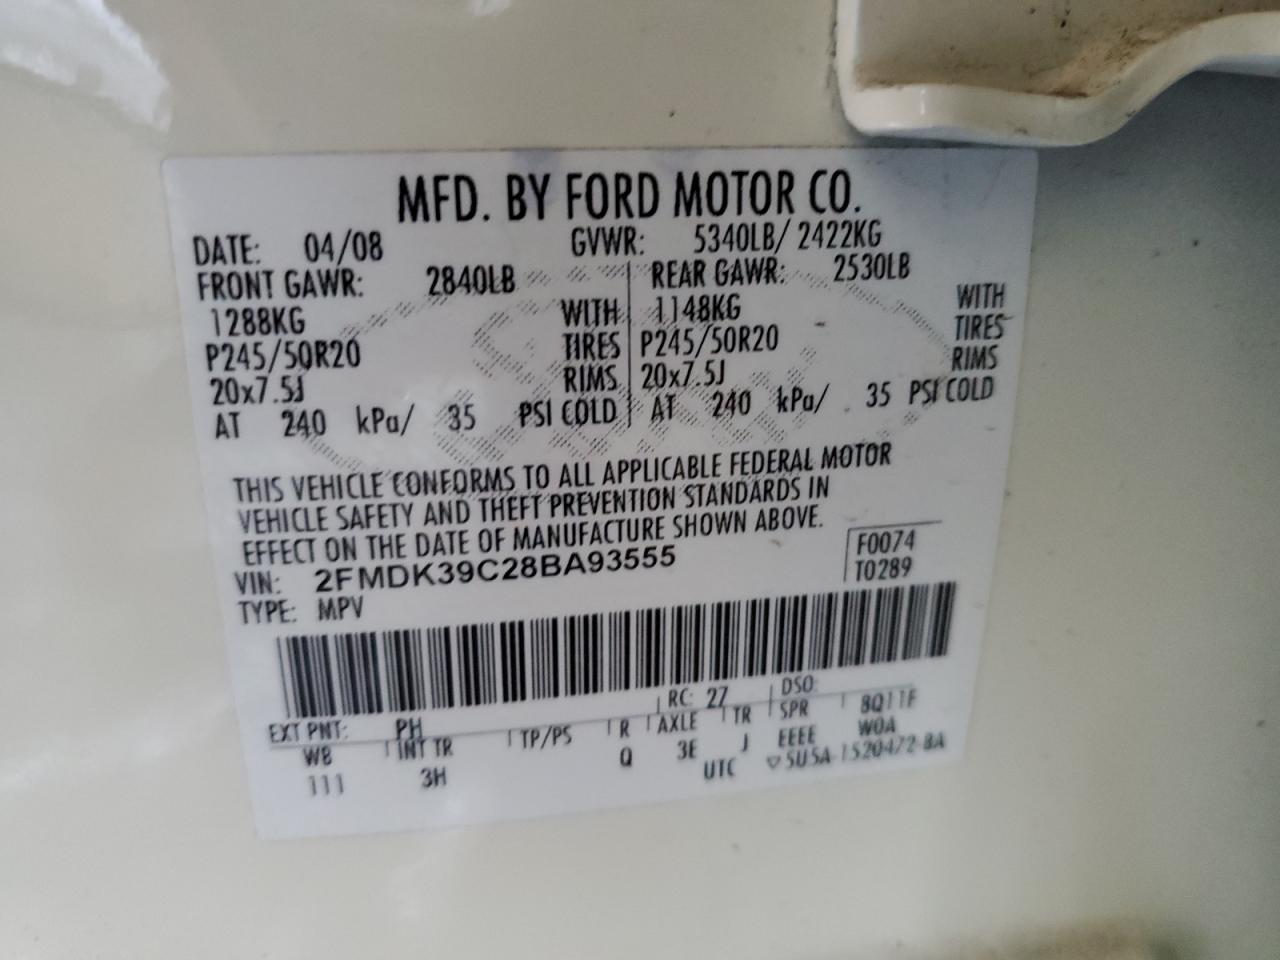 MFD. BY FORD MOTOR CO.
DATE: 04/08 GVWR: 5340LB/ 2422KG
FRONT GAWR: 2840LB REAR GAWR: 2530LB
1288KG WITH 1148KG WITH
P245/50R20 TIRES P245/50R20 TIRES
20x7.5J RIMS 20x7.5J RIMS
AT 240 kPa/ 35 PSI COLD AT 240 kPa/ 35 PSI COLD
THIS VEHICLE CONFORMS TO ALL APPLICABLE FEDERAL MOTOR
VEHICLE SAFETY AND THEFT PREVENTION STANDARDS IN
EFFECT ON THE DATE OF MANUFACTURE SHOWN ABOVE.
VIN: 2FMDK39C28BA93555 F0074
TYPE: MPV T0289
EXT PNT: PH RC: 27 DSO:
W8 INT TR TP/PS R AXLE TR SPR 8Q11F
111 3H Q 3E J EEEE W0A
UTC ▽5U5A-1520472-BA